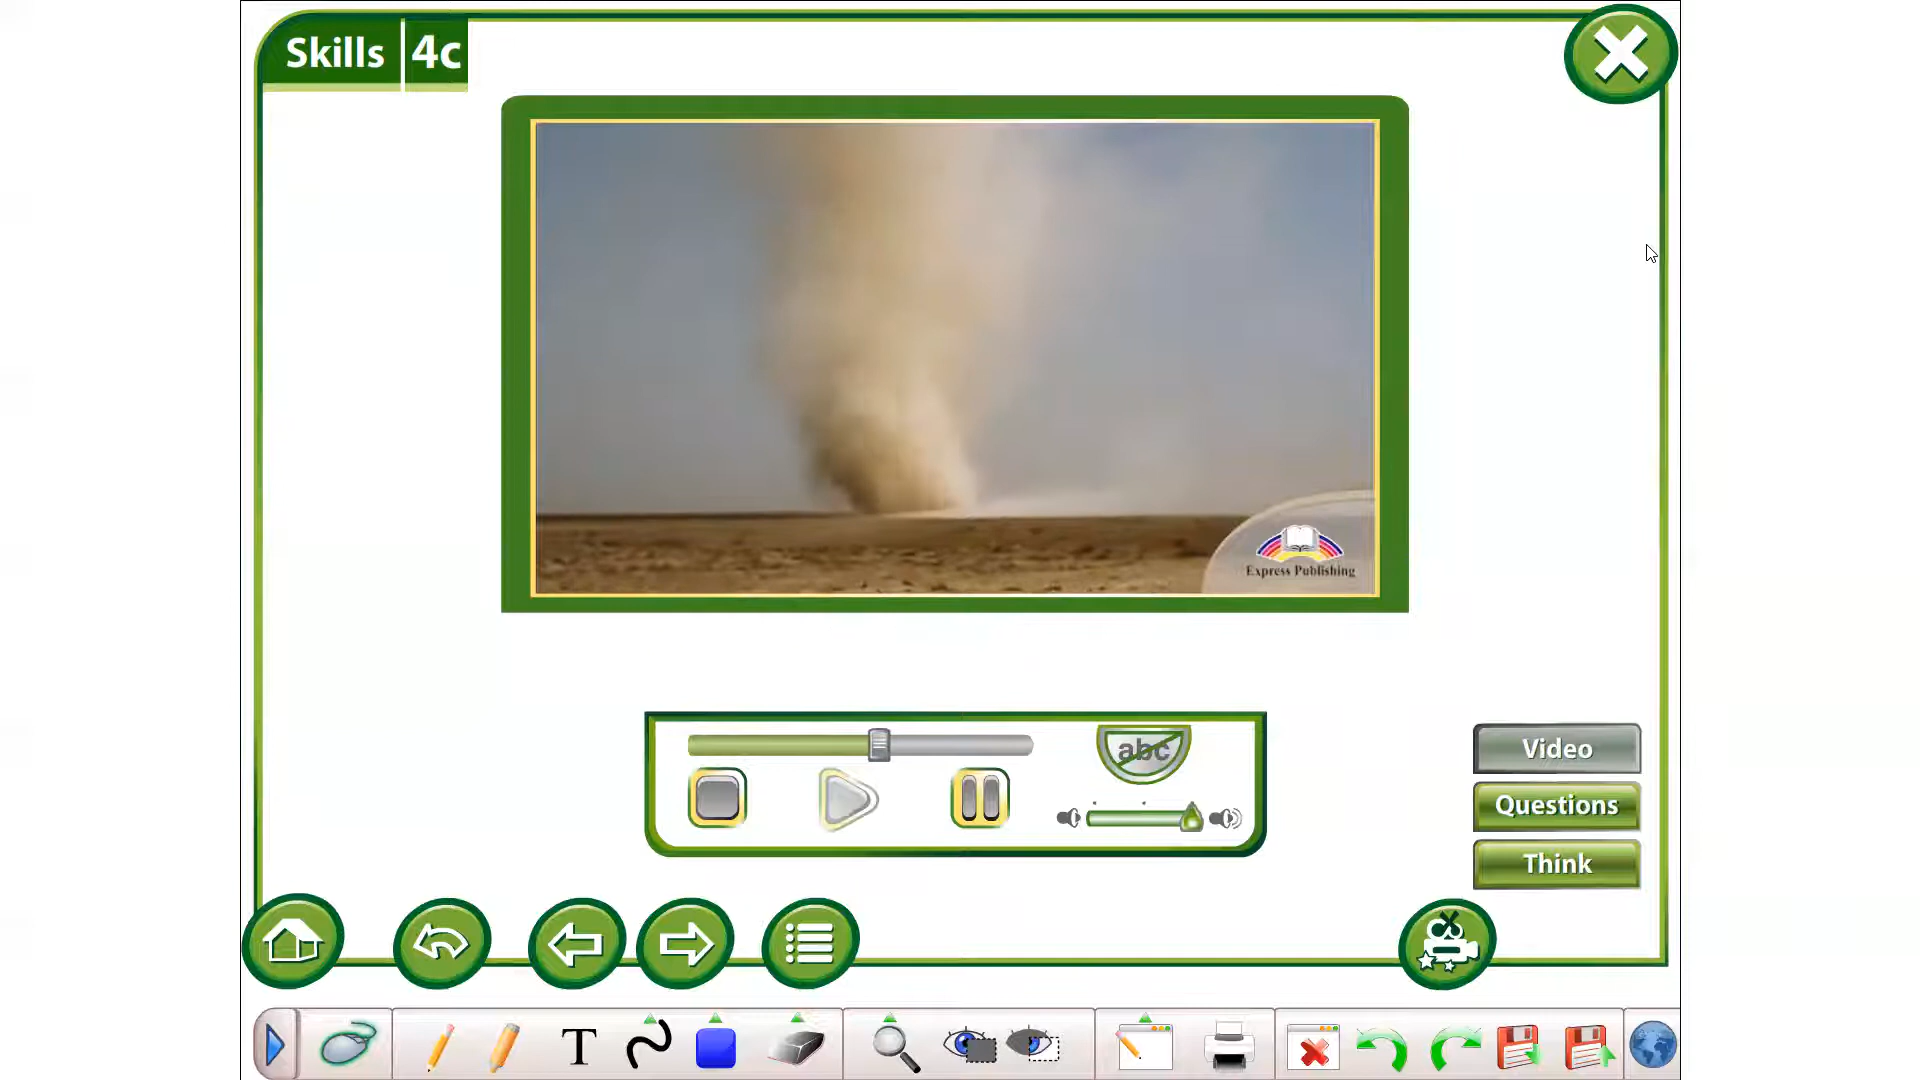 Skills 4c
Express Publishing
abc
Video
Questions
Think
T